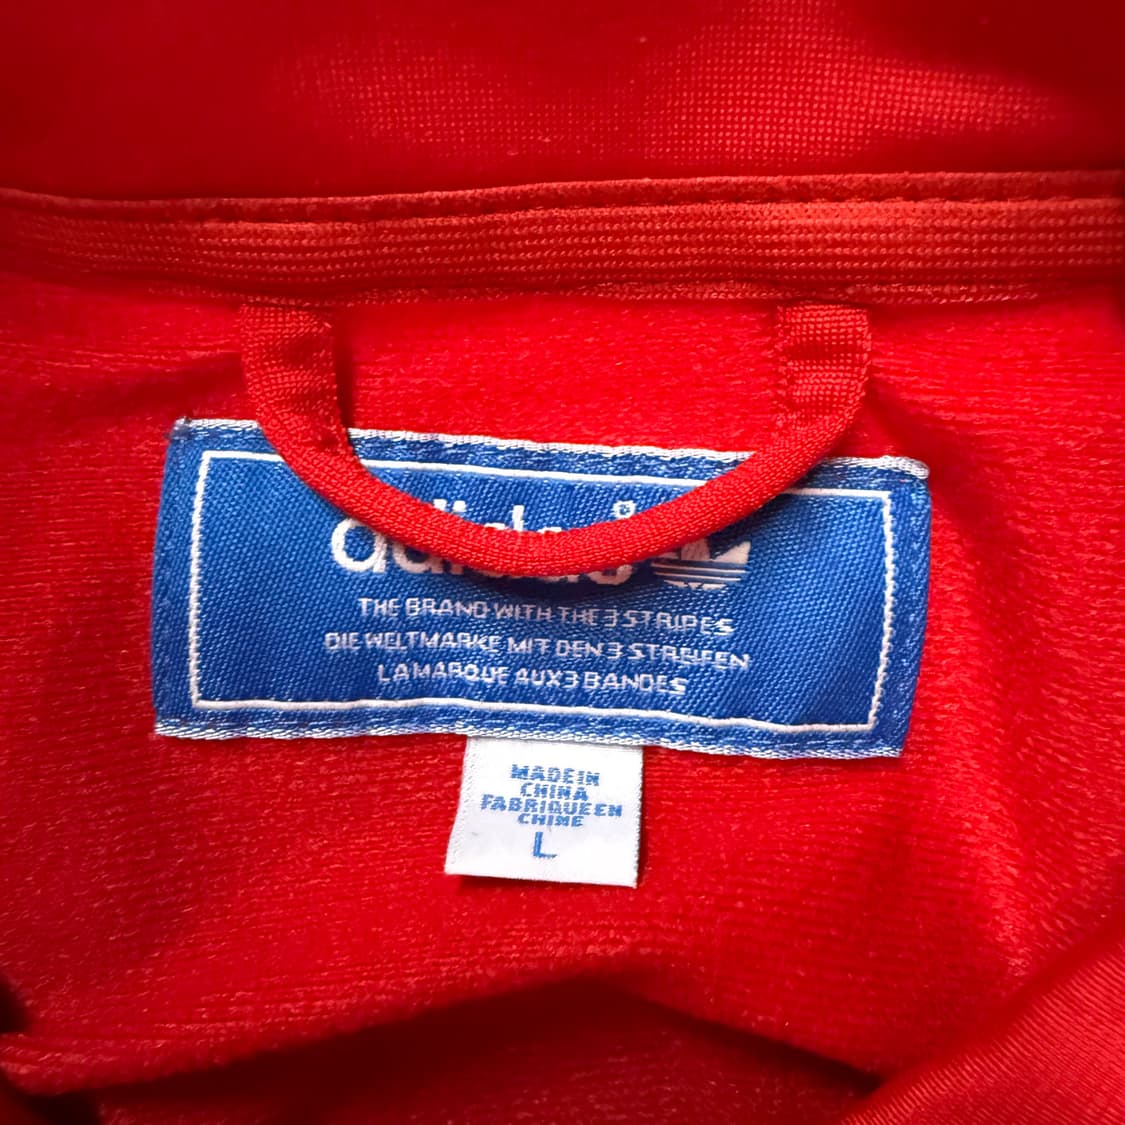 adidas
THE BRAND WITH THE 3 STRIPES
DIE WELTMARKE MIT DEN 3 STREIFEN
LA MARQUE AUX 3 BANDES
MADE IN
CHINA
FABRIQUE EN
CHINE
L